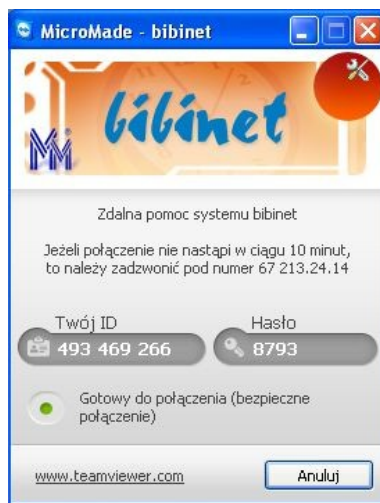 MicroMade - bibinet
bibinet
MM
Zdalna pomoc systemu bibinet
Jeżeli połączenie nie nastąpi w ciągu 10 minut,
to należy zadzwonić pod numer 67 213.24.14
Twój ID
Hasło
493 469 266
8793
Gotowy do połączenia (bezpieczne
połączenie)
www.teamviewer.com
Anuluj